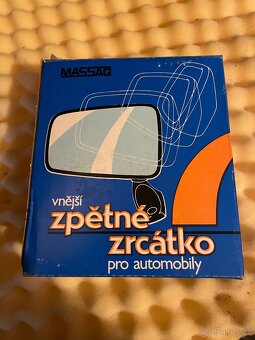 MASSAG
vnější
zpětné
zrcátko
pro automobily